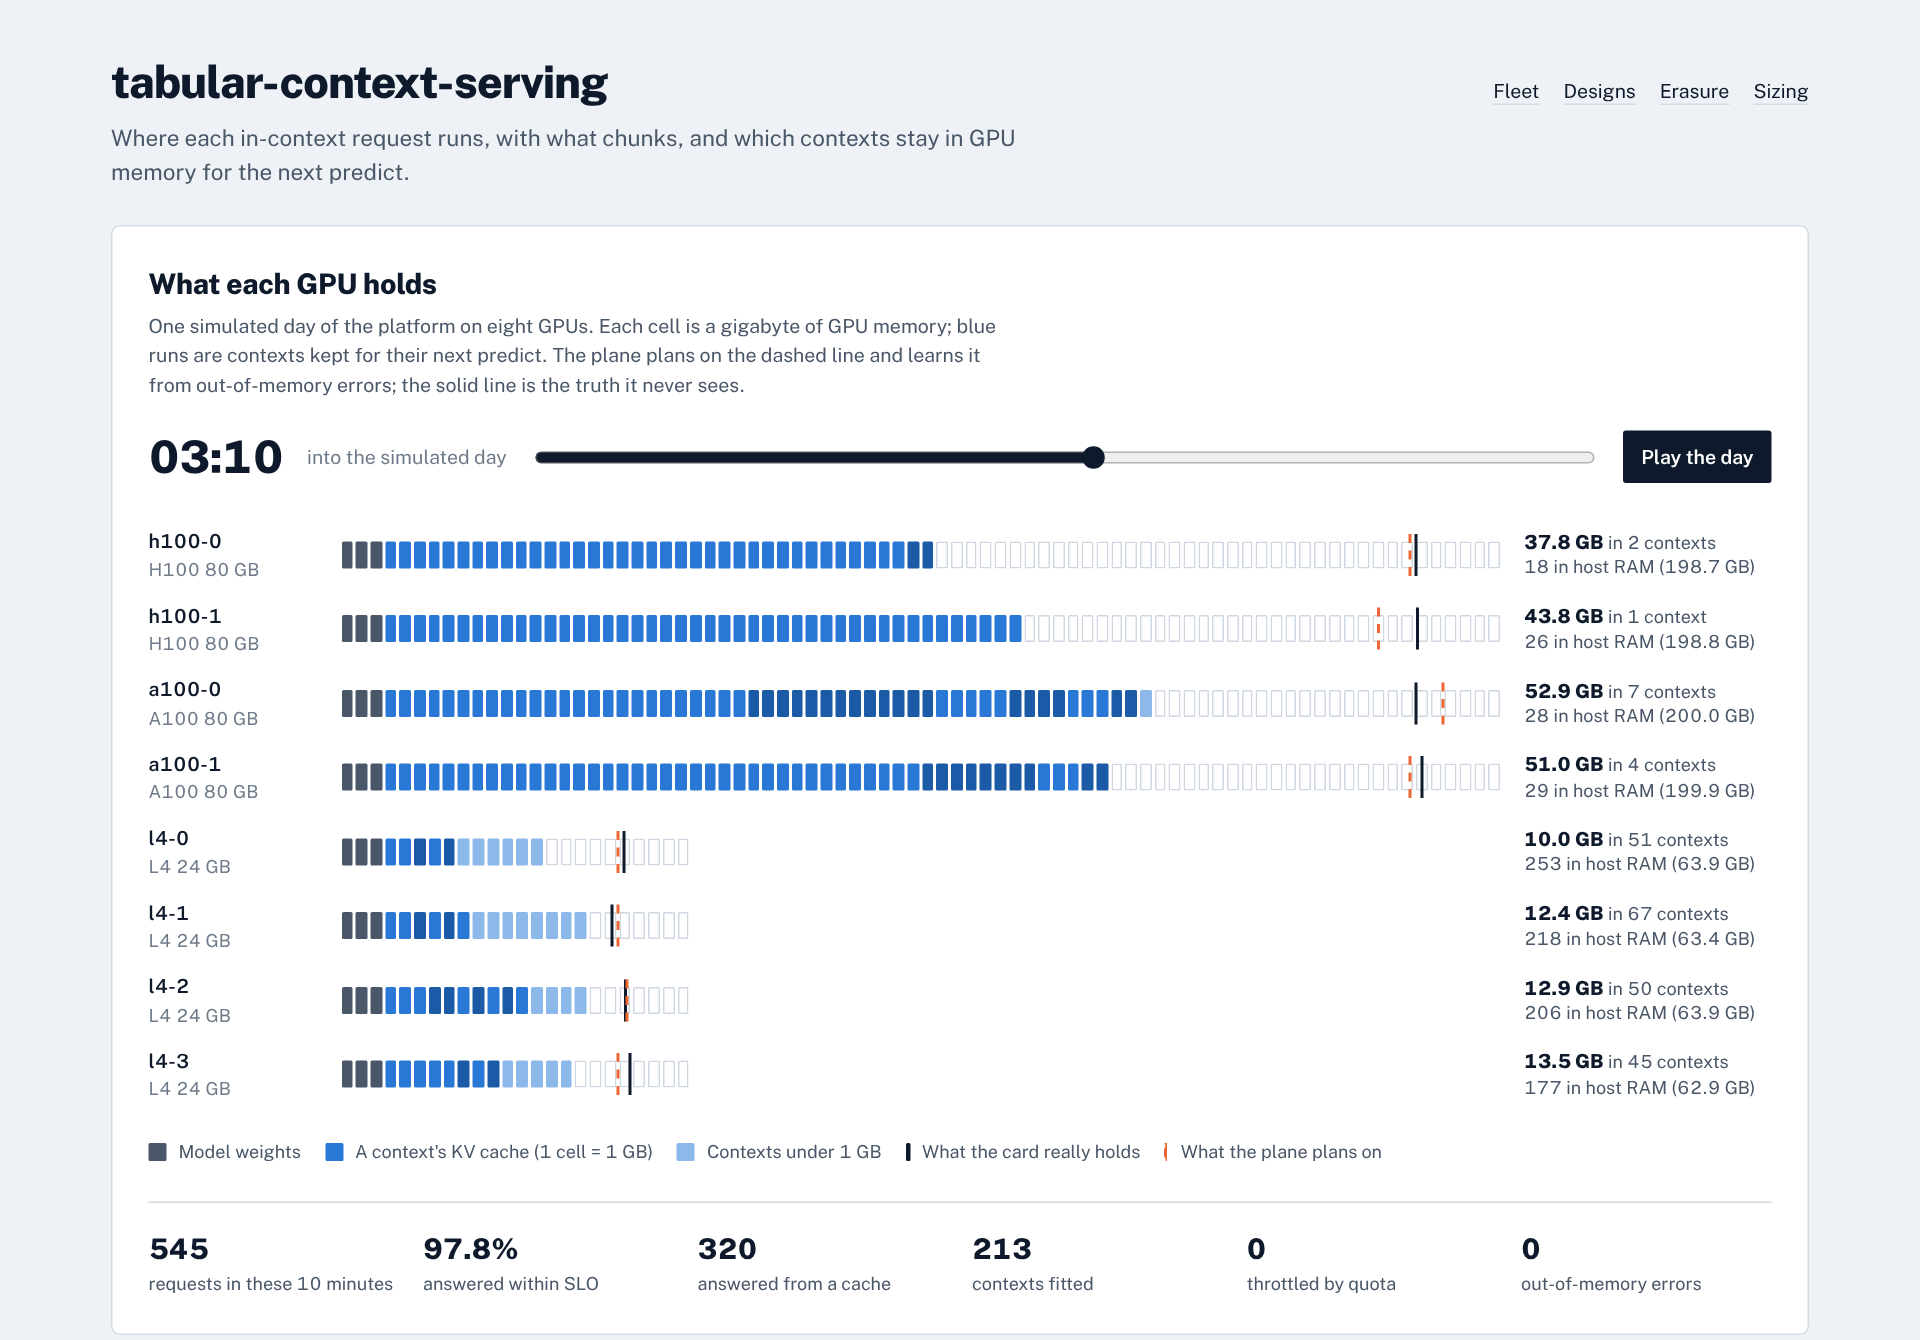 tabular-context-serving
Fleet Designs Erasure Sizing
Where each in-context request runs, with what chunks, and which contexts stay in GPU
memory for the next predict.
What each GPU holds
One simulated day of the platform on eight GPUs. Each cell is a gigabyte of GPU memory; blue
runs are contexts kept for their next predict. The plane plans on the dashed line and learns it
from out-of-memory errors; the solid line is the truth it never sees.
03:10 into the simulated day
Play the day
h100-0
H100 80 GB
37.8 GB in 2 contexts
18 in host RAM (198.7 GB)
h100-1
H100 80 GB
43.8 GB in 1 context
26 in host RAM (198.8 GB)
a100-0
A100 80 GB
52.9 GB in 7 contexts
28 in host RAM (200.0 GB)
a100-1
A100 80 GB
51.0 GB in 4 contexts
29 in host RAM (199.9 GB)
l4-0
L4 24 GB
10.0 GB in 51 contexts
253 in host RAM (63.9 GB)
l4-1
L4 24 GB
12.4 GB in 67 contexts
218 in host RAM (63.4 GB)
l4-2
L4 24 GB
12.9 GB in 50 contexts
206 in host RAM (63.9 GB)
l4-3
L4 24 GB
13.5 GB in 45 contexts
177 in host RAM (62.9 GB)
Model weights
A context's KV cache (1 cell = 1 GB)
Contexts under 1 GB
What the card really holds
What the plane plans on
545
requests in these 10 minutes
97.8%
answered within SLO
320
answered from a cache
213
contexts fitted
0
throttled by quota
0
out-of-memory errors